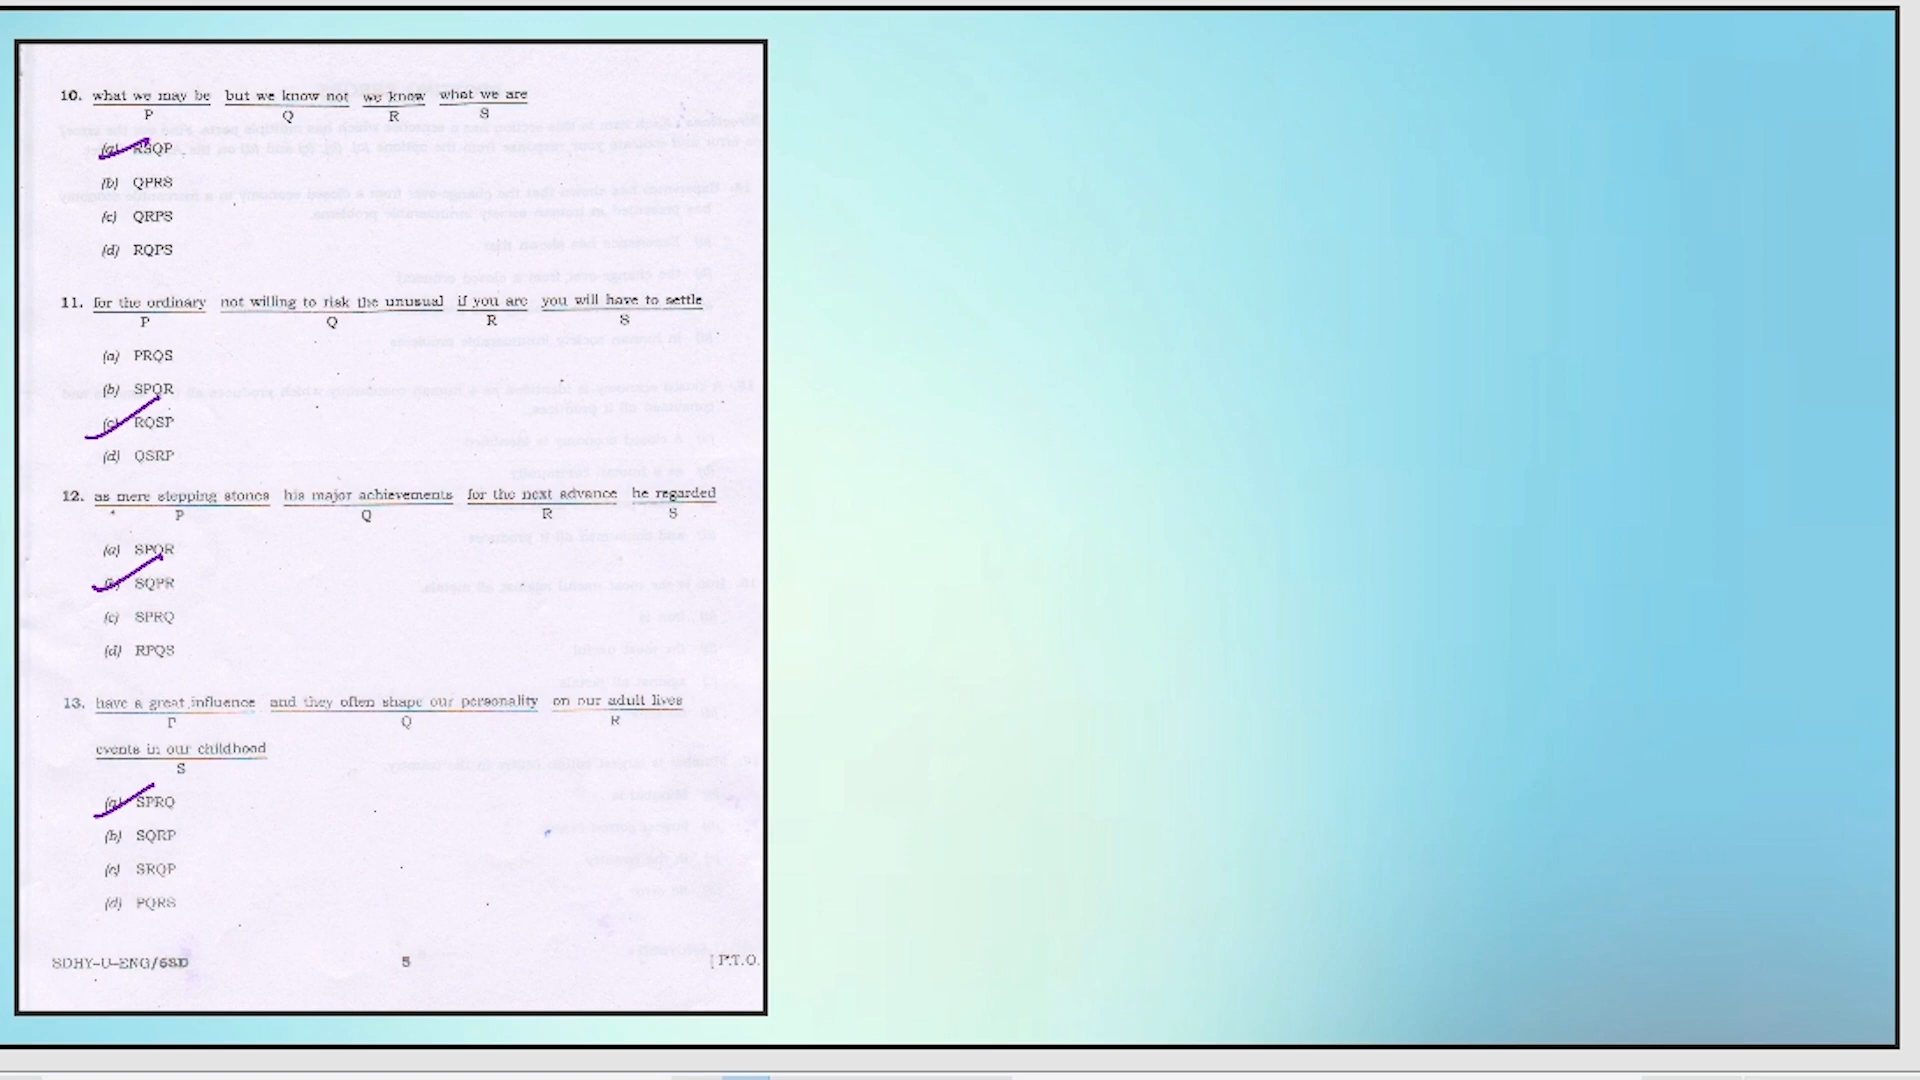 10. what we may be but we know not we know what we are
P Q R S
(a) RSQP
(b) QPRS
(c) QRPS
(d) RQPS
11. for the ordinary not willing to risk the unusual if you are you will have to settle
P Q R S
(a) PRQS
(b) SPQR
(c) RQSP
(d) QSRP
12. as mere stepping stones his major achievements for the next advance he regarded
P Q R S
(a) SPQR
(b) SQPR
(c) SPRQ
(d) RPQS
13. have a great influence and they often shape our personality on our adult lives
P Q R
events in our childhood
S
(a) SPRQ
(b) SQRP
(c) SRQP
(d) PQRS
SDHY-U-ENG/68D 5 [ P.T.O.